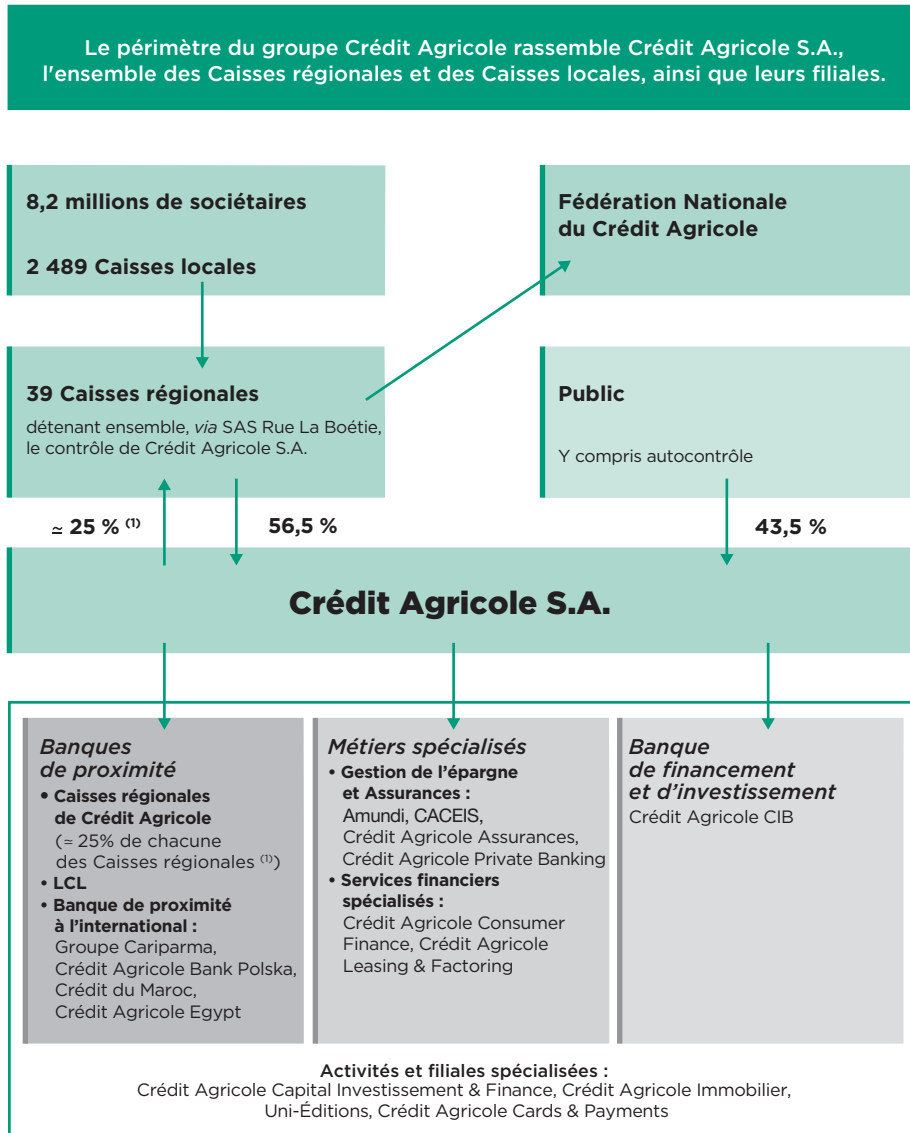 Le périmètre du groupe Crédit Agricole rassemble Crédit Agricole S.A.,
l'ensemble des Caisses régionales et des Caisses locales, ainsi que leurs filiales.
8,2 millions de sociétaires
2 489 Caisses locales
Fédération Nationale
du Crédit Agricole
39 Caisses régionales
détenant ensemble, via SAS Rue La Boétie,
le contrôle de Crédit Agricole S.A.
Public
Y compris autocontrôle
≃ 25 % (1)
56,5 %
43,5 %
Crédit Agricole S.A.
Banques
de proximité
• Caisses régionales
de Crédit Agricole
(≃ 25% de chacune
des Caisses régionales (1))
• LCL
• Banque de proximité
à l’international :
Groupe Cariparma,
Crédit Agricole Bank Polska,
Crédit du Maroc,
Crédit Agricole Egypt
Métiers spécialisés
• Gestion de l’épargne
et Assurances :
Amundi, CACEIS,
Crédit Agricole Assurances,
Crédit Agricole Private Banking
• Services financiers
spécialisés :
Crédit Agricole Consumer
Finance, Crédit Agricole
Leasing & Factoring
Banque
de financement
et d’investissement
Crédit Agricole CIB
Activités et filiales spécialisées :
Crédit Agricole Capital Investissement & Finance, Crédit Agricole Immobilier,
Uni-Éditions, Crédit Agricole Cards & Payments